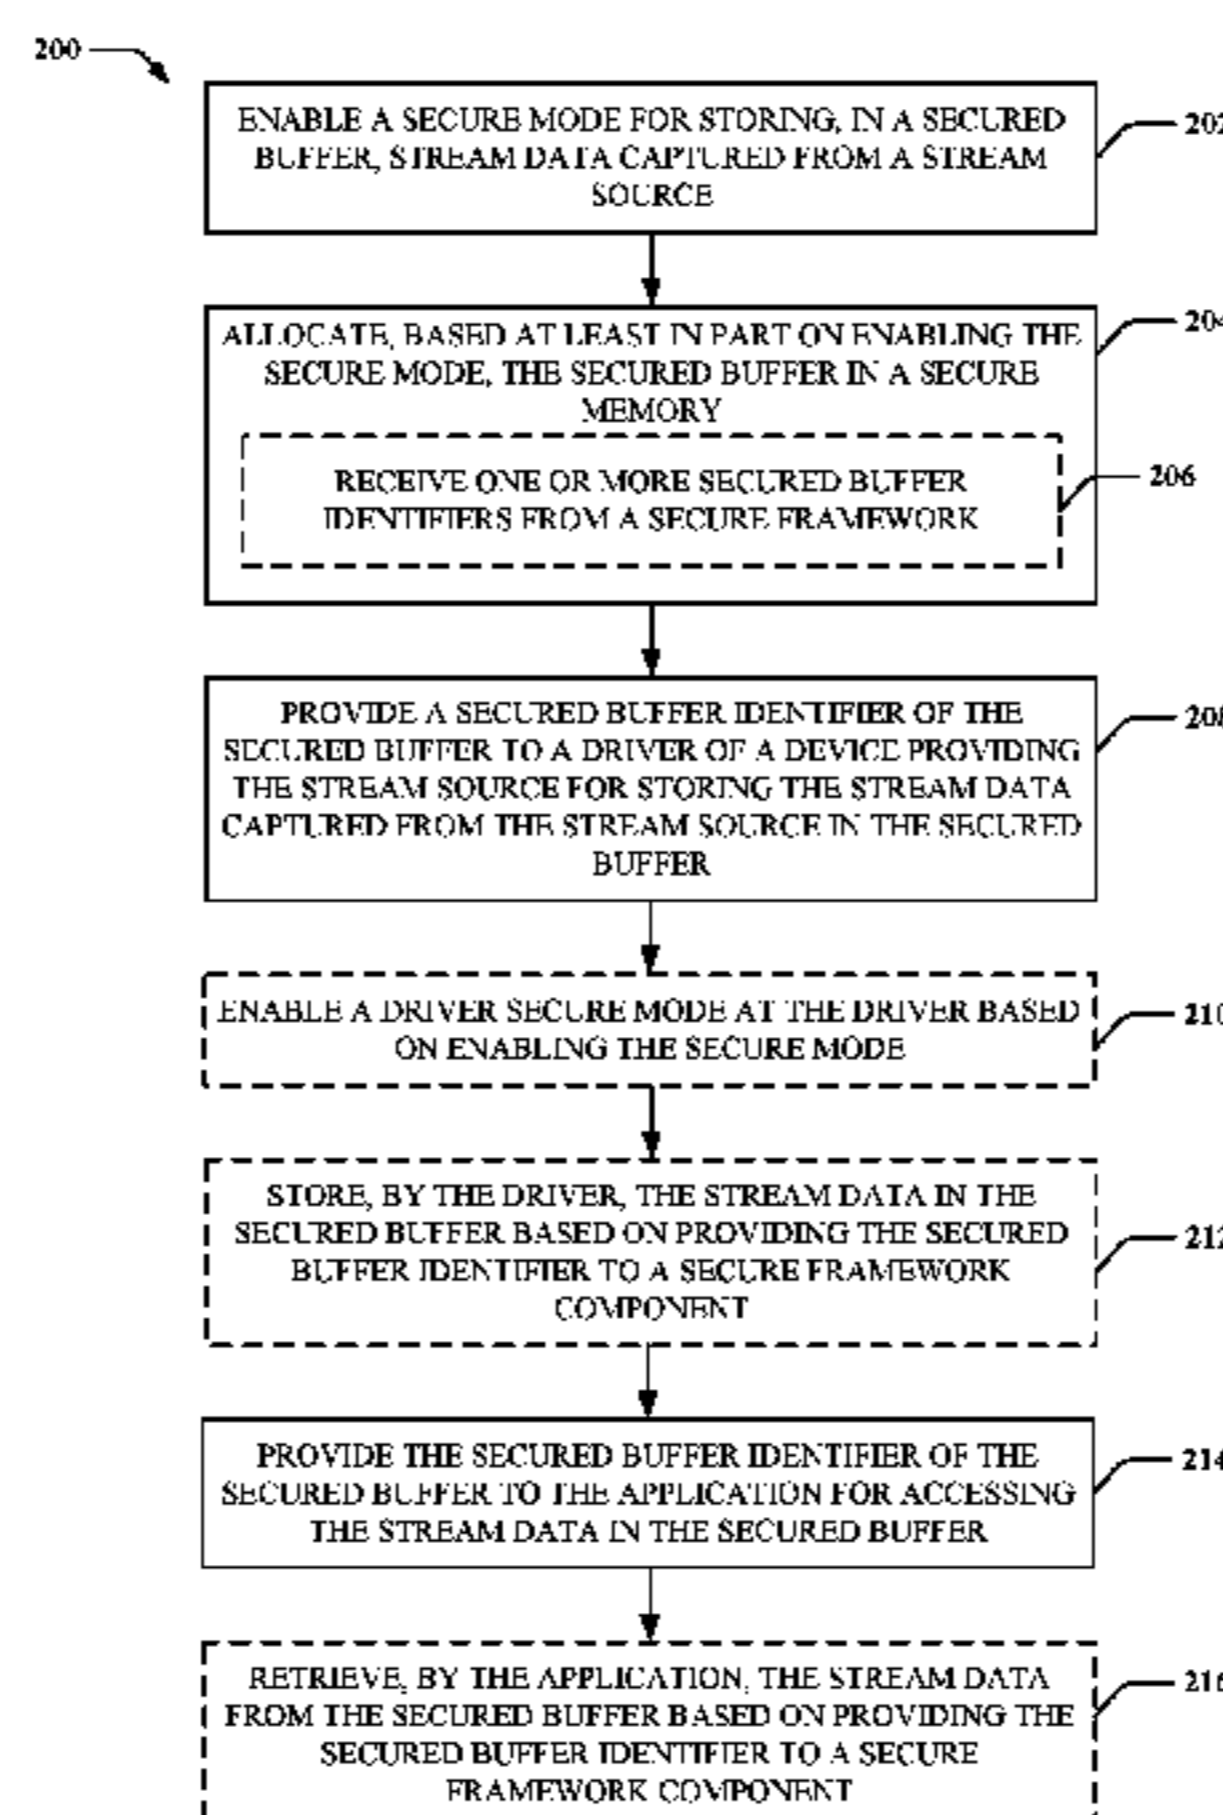 200
ENABLE A SECURE MODE FOR STORING, IN A SECURED
BUFFER, STREAM DATA CAPTURED FROM A STREAM
SOURCE
202
ALLOCATE, BASED AT LEAST IN PART ON ENABLING THE
SECURE MODE, THE SECURED BUFFER IN A SECURE
MEMORY
204
RECEIVE ONE OR MORE SECURED BUFFER
IDENTIFIERS FROM A SECURE FRAMEWORK
206
PROVIDE A SECURED BUFFER IDENTIFIER OF THE
SECURED BUFFER TO A DRIVER OF A DEVICE PROVIDING
THE STREAM SOURCE FOR STORING THE STREAM DATA
CAPTURED FROM THE STREAM SOURCE IN THE SECURED
BUFFER
208
ENABLE A DRIVER SECURE MODE AT THE DRIVER BASED
ON ENABLING THE SECURE MODE
210
STORE, BY THE DRIVER, THE STREAM DATA IN THE
SECURED BUFFER BASED ON PROVIDING THE SECURED
BUFFER IDENTIFIER TO A SECURE FRAMEWORK
COMPONENT
212
PROVIDE THE SECURED BUFFER IDENTIFIER OF THE
SECURED BUFFER TO THE APPLICATION FOR ACCESSING
THE STREAM DATA IN THE SECURED BUFFER
214
RETRIEVE, BY THE APPLICATION, THE STREAM DATA
FROM THE SECURED BUFFER BASED ON PROVIDING THE
SECURED BUFFER IDENTIFIER TO A SECURE
FRAMEWORK COMPONENT
216